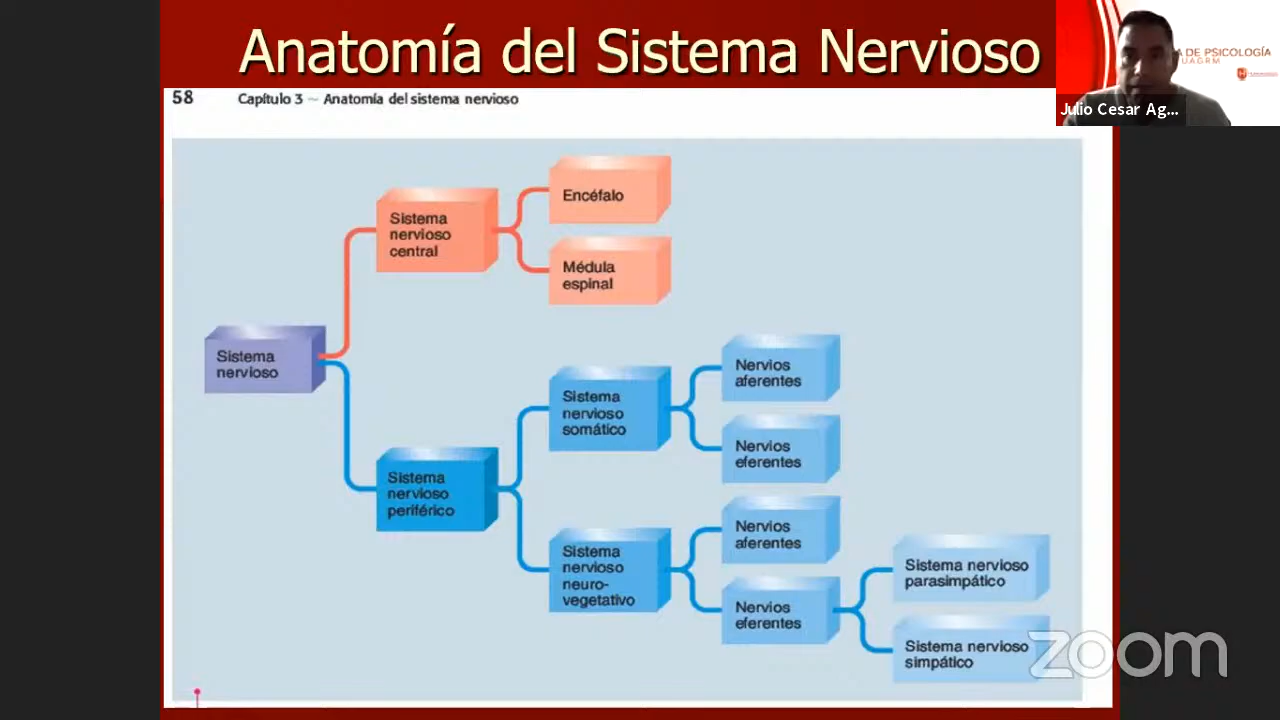 Anatomía del Sistema Nervioso
A DE PSICOLOGÍA
U A G R M
Julio Cesar Ag...
58 Capítulo 3 ~ Anatomía del sistema nervioso
Encéfalo
Sistema
nervioso
central
Médula
espinal
Sistema
nervioso
Nervios
aferentes
Sistema
nervioso
somático
Nervios
eferentes
Sistema
nervioso
periférico
Nervios
aferentes
Sistema
nervioso
neuro-
vegetativo
Nervios
eferentes
Sistema nervioso
parasimpático
Sistema nervioso
simpático
zoom